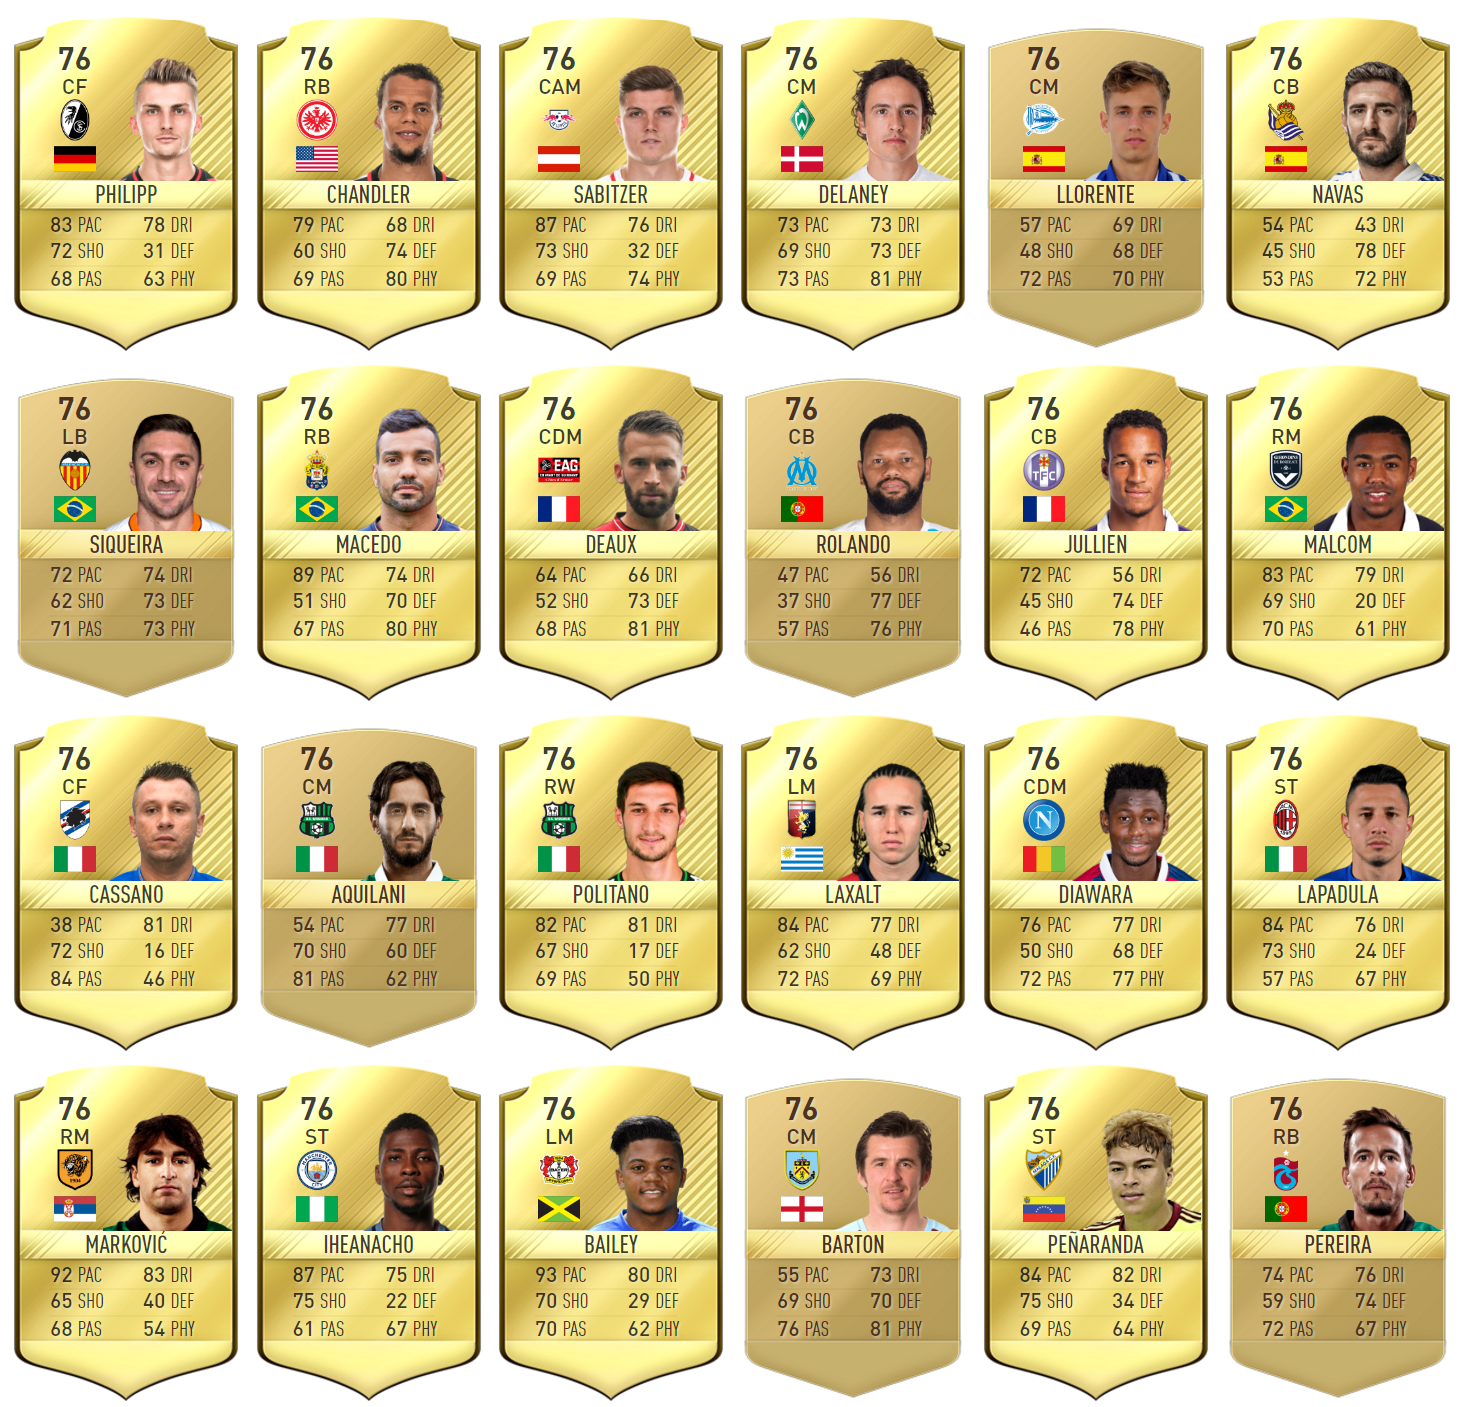 76 76 76 76 76 76
CF RB CAM CM CM CB
PHILIPP CHANDLER SABITZER DELANEY LLORENTE NAVAS
83 PAC 78 DRI 79 PAC 68 DRI 87 PAC 76 DRI 73 PAC 73 DRI 57 PAC 69 DRI 54 PAC 43 DRI
72 SHO 31 DEF 60 SHO 74 DEF 73 SHO 32 DEF 69 SHO 73 DEF 48 SHO 68 DEF 45 SHO 78 DEF
68 PAS 63 PHY 69 PAS 80 PHY 69 PAS 74 PHY 73 PAS 81 PHY 72 PAS 70 PHY 53 PAS 72 PHY
76 76 76 76 76 76
LB RB CDM CB CB RM
EAG TFC
SIQUEIRA MACEDO DEAUX ROLANDO JULLIEN MALCOM
72 PAC 74 DRI 89 PAC 74 DRI 64 PAC 66 DRI 47 PAC 56 DRI 72 PAC 56 DRI 83 PAC 79 DRI
62 SHO 73 DEF 51 SHO 70 DEF 52 SHO 73 DEF 37 SHO 77 DEF 45 SHO 74 DEF 69 SHO 20 DEF
71 PAS 73 PHY 67 PAS 80 PHY 68 PAS 81 PHY 57 PAS 76 PHY 46 PAS 78 PHY 70 PAS 61 PHY
76 76 76 76 76 76
CF CM RW LM CDM ST
N
CASSANO AQUILANI POLITANO LAXALT DIAWARA LAPADULA
38 PAC 81 DRI 54 PAC 77 DRI 82 PAC 81 DRI 84 PAC 77 DRI 76 PAC 77 DRI 84 PAC 76 DRI
72 SHO 16 DEF 70 SHO 60 DEF 67 SHO 17 DEF 62 SHO 48 DEF 50 SHO 68 DEF 73 SHO 24 DEF
84 PAS 46 PHY 81 PAS 62 PHY 69 PAS 50 PHY 72 PAS 69 PHY 72 PAS 77 PHY 57 PAS 67 PHY
76 76 76 76 76 76
RM ST LM CM ST RB
1904 MANCHESTER CITY MALAGA
MARKOVIĆ IHEANACHO BAILEY BARTON PEÑARANDA PEREIRA
92 PAC 83 DRI 87 PAC 75 DRI 93 PAC 80 DRI 55 PAC 73 DRI 84 PAC 82 DRI 74 PAC 76 DRI
65 SHO 40 DEF 75 SHO 22 DEF 70 SHO 29 DEF 69 SHO 70 DEF 75 SHO 34 DEF 59 SHO 74 DEF
68 PAS 54 PHY 61 PAS 67 PHY 70 PAS 62 PHY 76 PAS 81 PHY 69 PAS 64 PHY 72 PAS 67 PHY